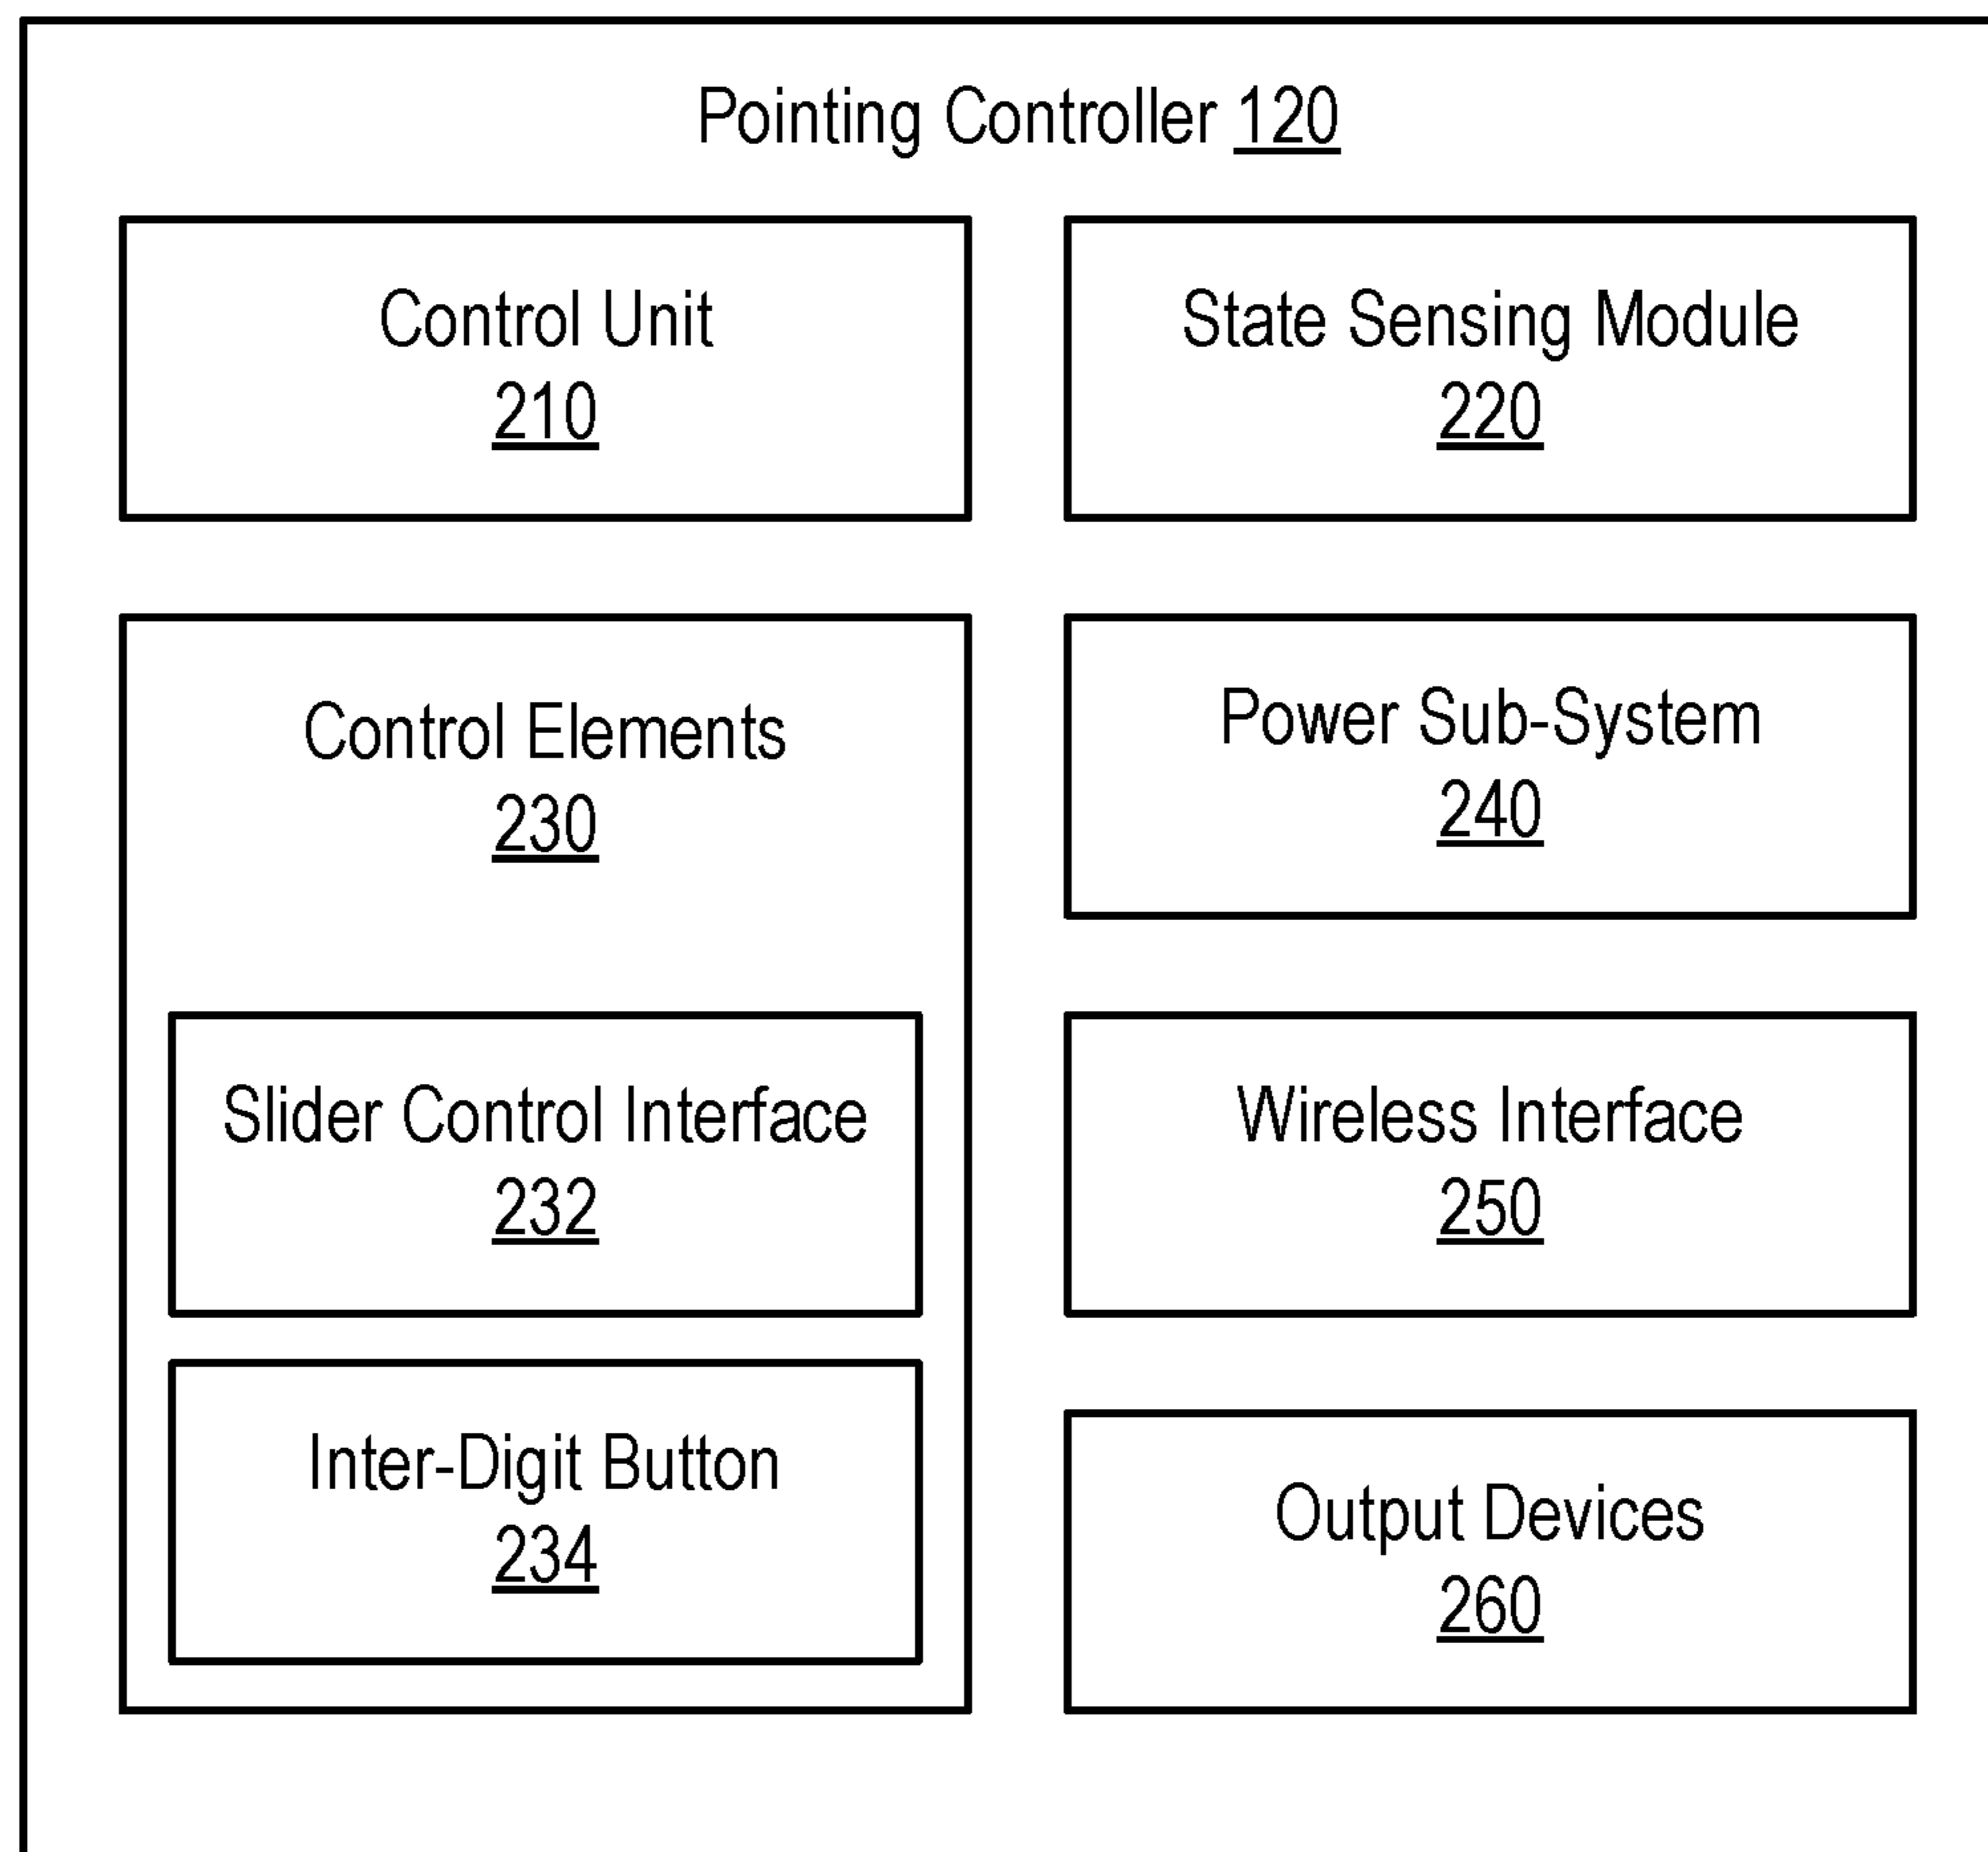 Pointing Controller 120
Control Unit
210
State Sensing Module
220
Control Elements
230
Slider Control Interface
232
Inter-Digit Button
234
Power Sub-System
240
Wireless Interface
250
Output Devices
260